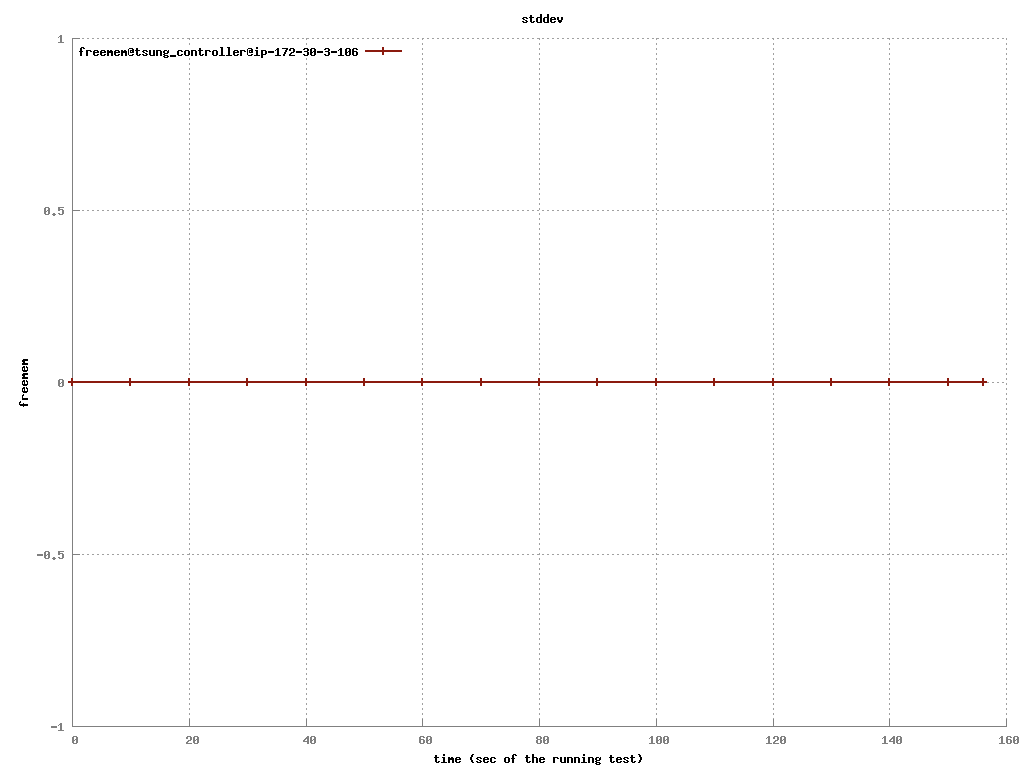 stddev
freemem@tsung_controller@ip-172-30-3-106
1
0.5
0
-0.5
-1
freemem
0 20 40 60 80 100 120 140 160
time (sec of the running test)